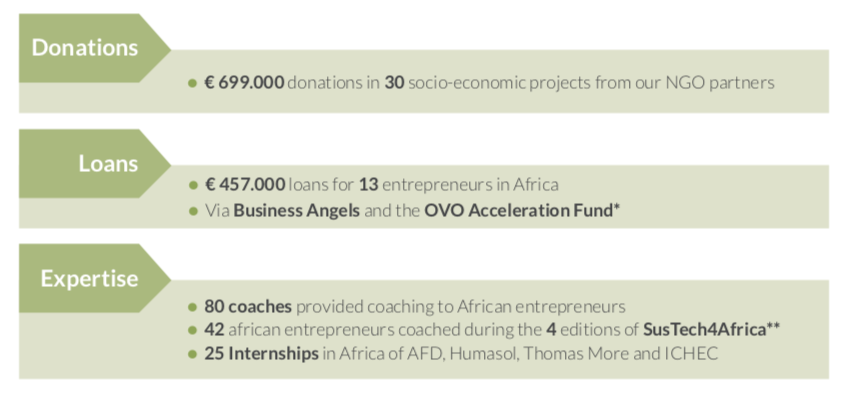 Donations
• € 699.000 donations in 30 socio-economic projects from our NGO partners
Loans
• € 457.000 loans for 13 entrepreneurs in Africa
• Via Business Angels and the OVO Acceleration Fund*
Expertise
• 80 coaches provided coaching to African entrepreneurs
• 42 african entrepreneurs coached during the 4 editions of SusTech4Africa**
• 25 Internships in Africa of AFD, Humasol, Thomas More and ICHEC